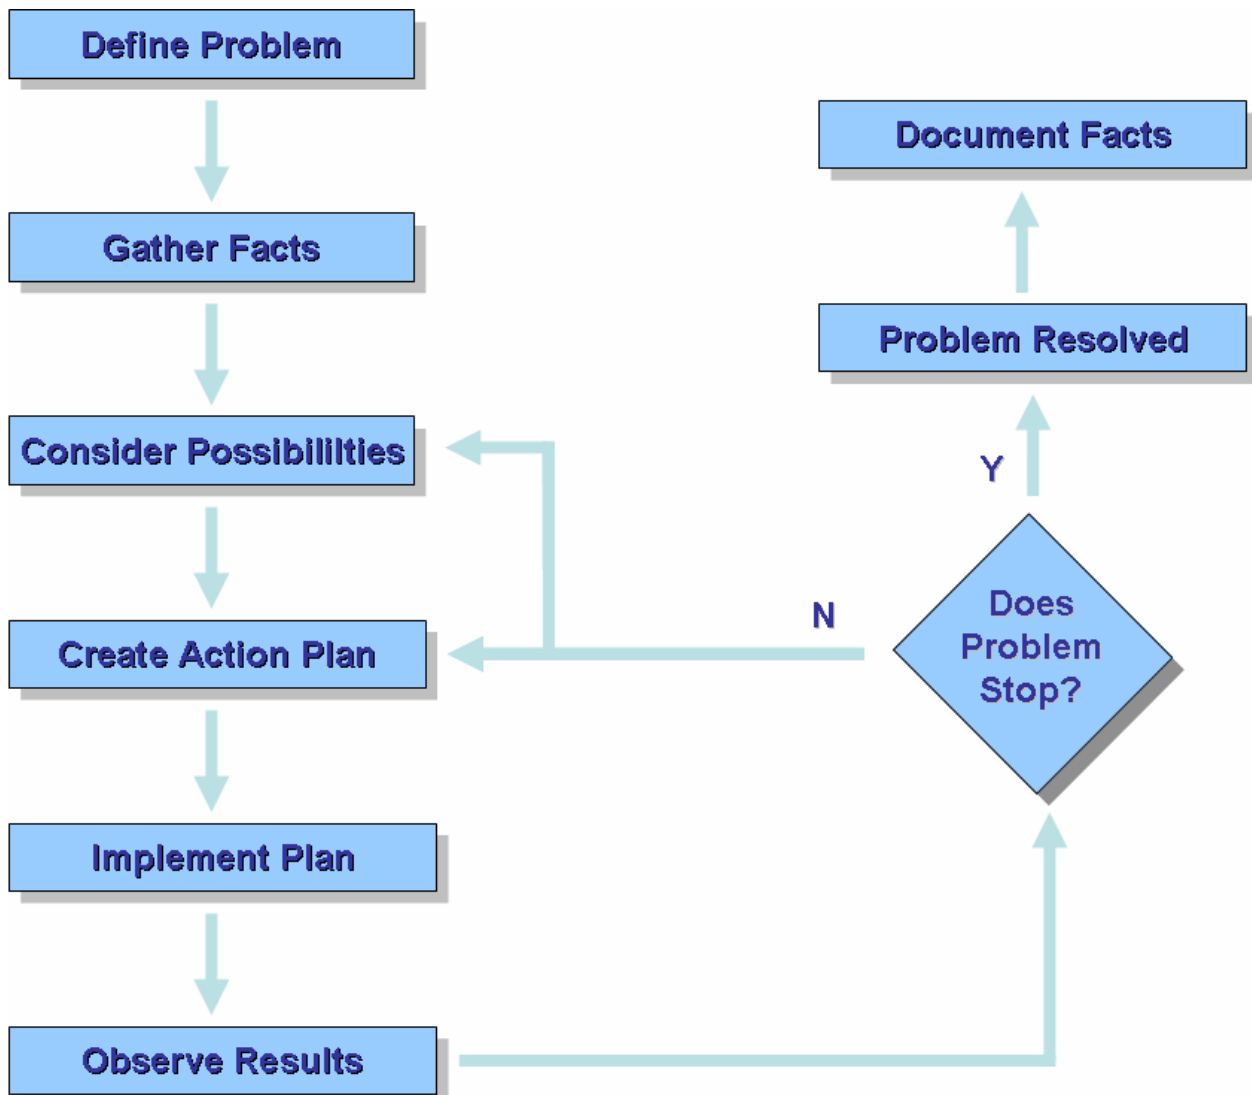 Define Problem
Gather Facts
Consider Possibililties
Create Action Plan
Implement Plan
Observe Results
Document Facts
Problem Resolved
Y
N
Does
Problem
Stop?